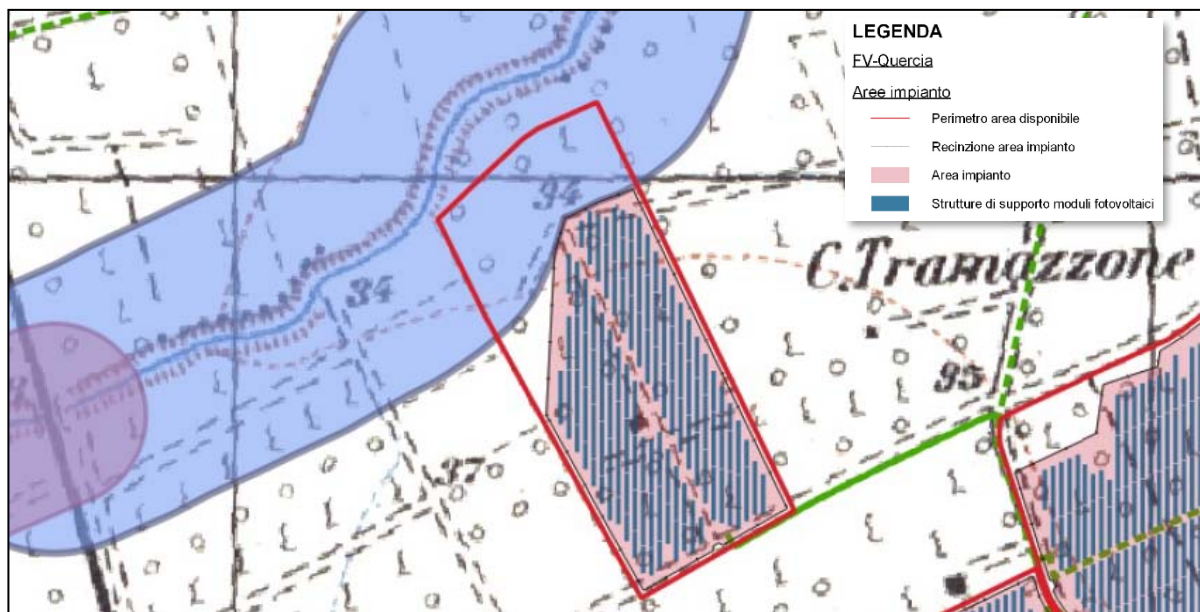 LEGENDA
FV-Quercia
Aree impianto
Perimetro area disponibile
Recinzione area impianto
Area impianto
Strutture di supporto moduli fotovoltaici
94
C. Tramazzone
34
95
37